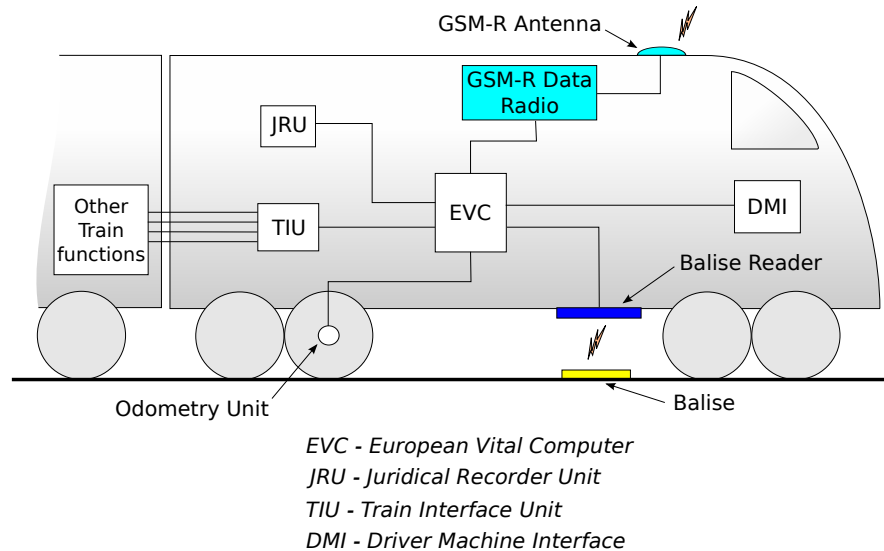 GSM-R Antenna
GSM-R Data
Radio
JRU
Other
Train
functions
TIU
EVC
DMI
Balise Reader
Odometry Unit
Balise
EVC - European Vital Computer
JRU - Juridical Recorder Unit
TIU - Train Interface Unit
DMI - Driver Machine Interface